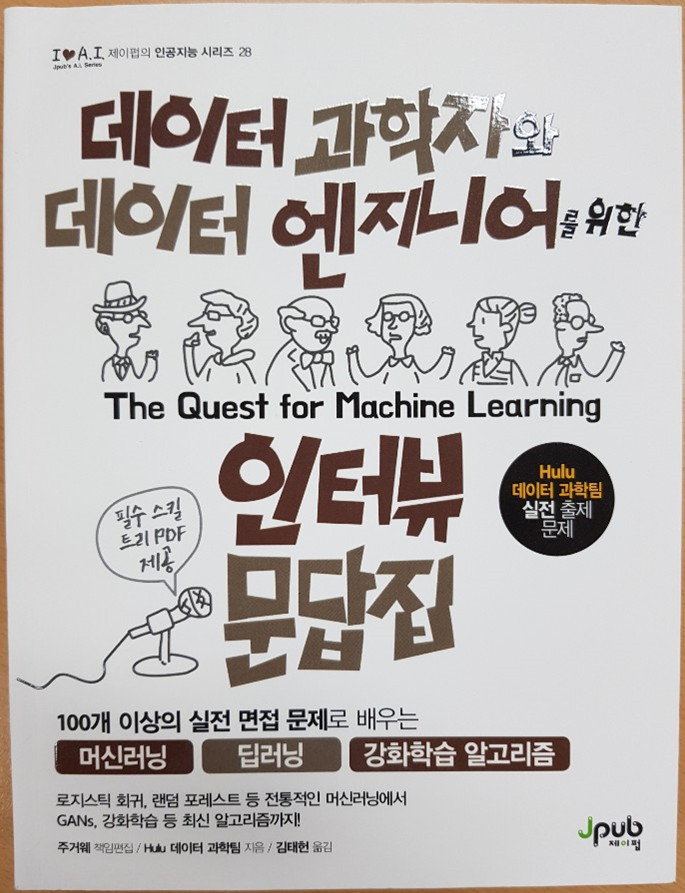 I♥A.I. 제이펍의 인공지능 시리즈 28
Jpub's A.I. Series
데이터 과학자와
데이터 엔지니어를 위한
The Quest for Machine Learning
인터뷰
문답집
Hulu
데이터 과학팀
실전 출제
문제
필수 스킬
트리 PDF
제공
100개 이상의 실전 면접 문제로 배우는
머신러닝 딥러닝 강화학습 알고리즘
로지스틱 회귀, 랜덤 포레스트 등 전통적인 머신러닝에서
GANs, 강화학습 등 최신 알고리즘까지!
주거웨 책임편집 / Hulu 데이터 과학팀 지음 / 김태헌 옮김
Jpub
제이펍